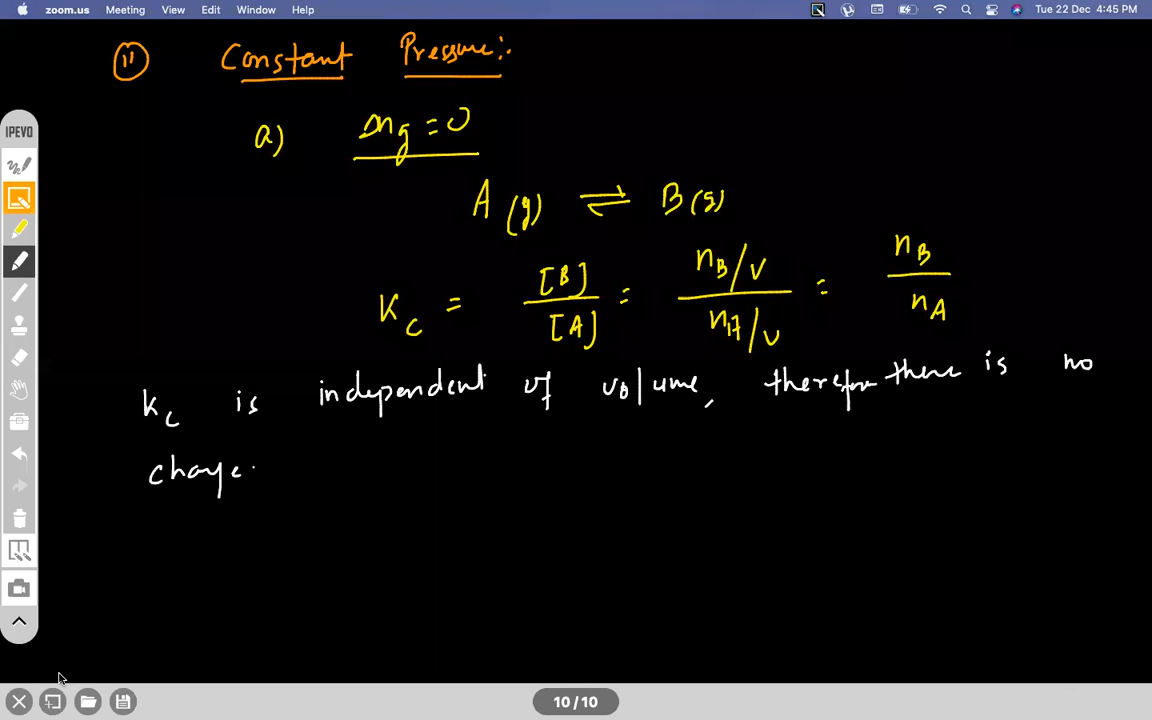 zoom.us Meeting View Edit Window Help Tue 22 Dec 4:45 PM
II Constant Pressure:-
IPEVO
a) Δng = 0
A (g) ⇌ B (g)
Kc = [B] / [A] = nB/V / nA/V = nB / nA
Kc is independent of volume, therefore there is no
change.
10/10